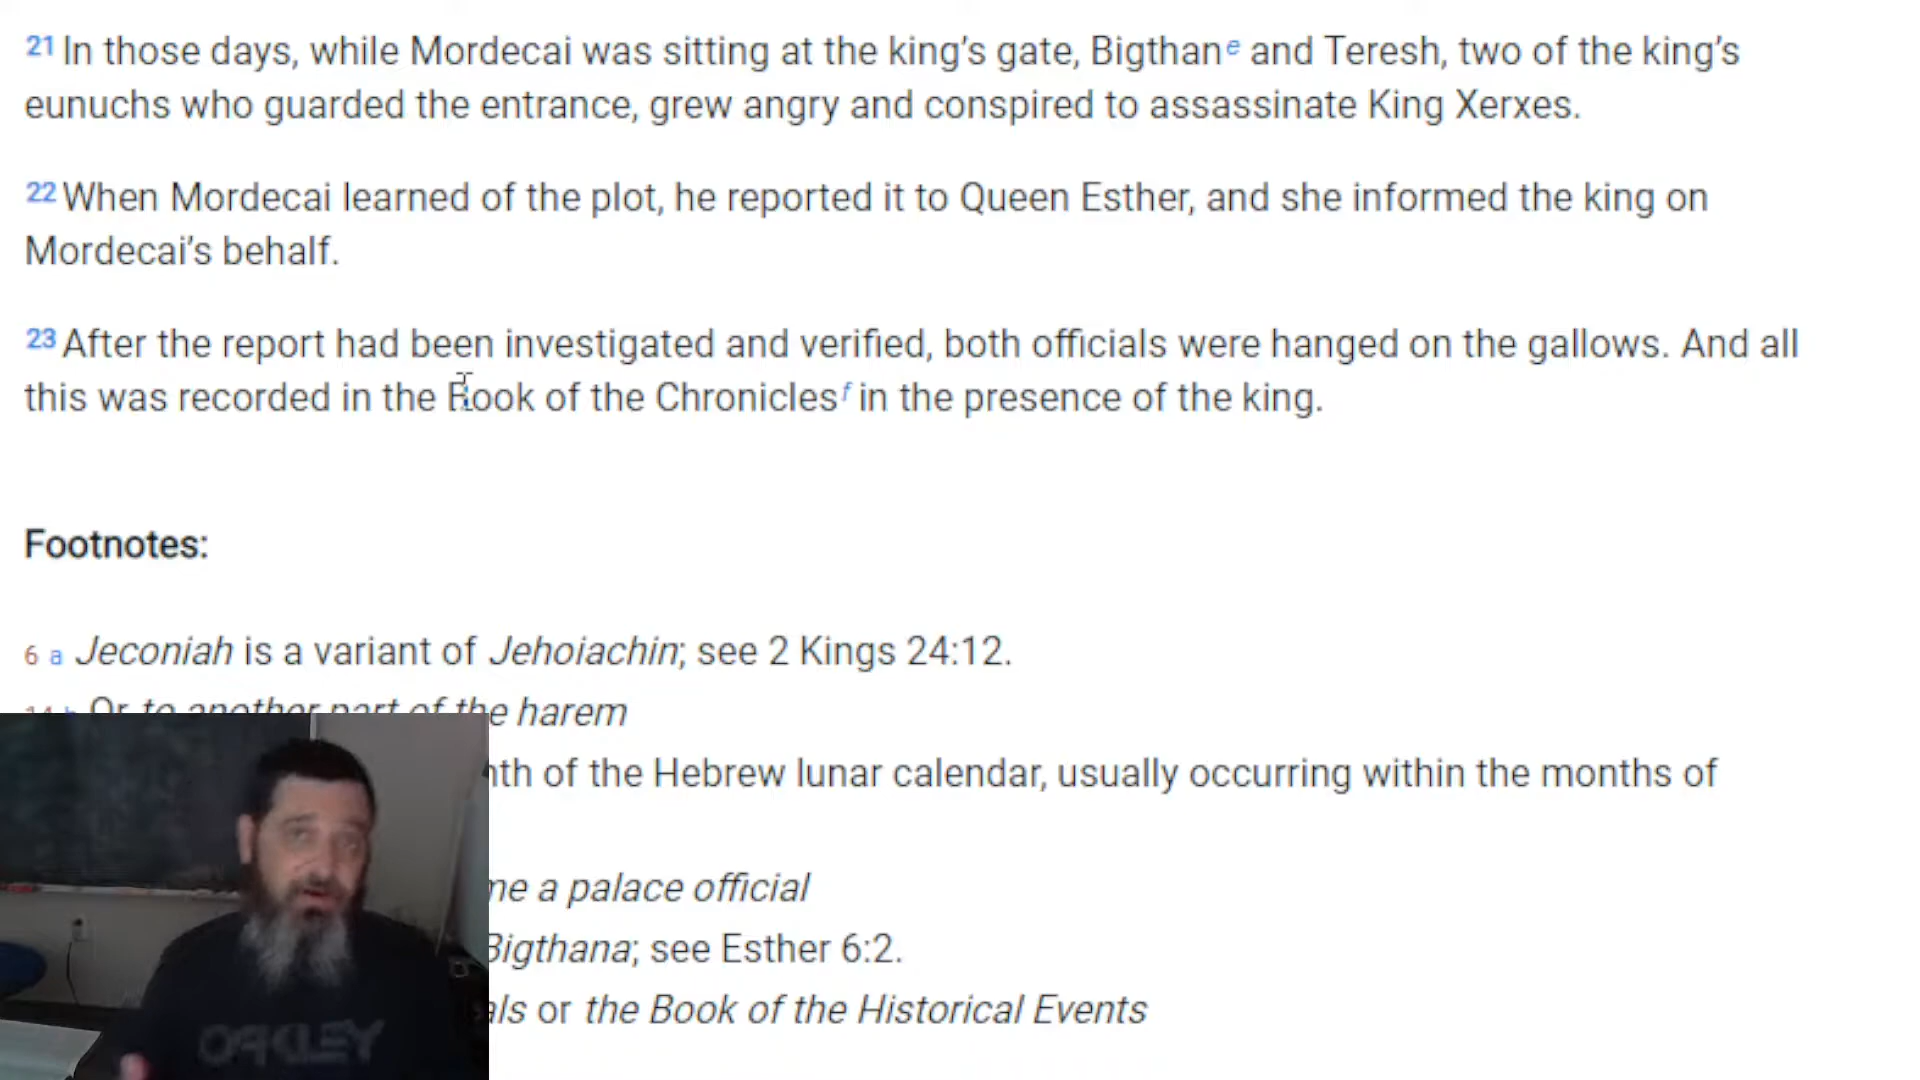 21 In those days, while Mordecai was sitting at the king's gate, Bigthan e and Teresh, two of the king's
eunuchs who guarded the entrance, grew angry and conspired to assassinate King Xerxes.
22 When Mordecai learned of the plot, he reported it to Queen Esther, and she informed the king on
Mordecai's behalf.
23 After the report had been investigated and verified, both officials were hanged on the gallows. And all
this was recorded in the Book of the Chronicles f in the presence of the king.
Footnotes:
6 a Jeconiah is a variant of Jehoiachin; see 2 Kings 24:12.
Or to another part of the harem
of the Hebrew lunar calendar, usually occurring within the months of
a palace official
Bigthana; see Esther 6:2.
or the Book of the Historical Events
OAKLEY